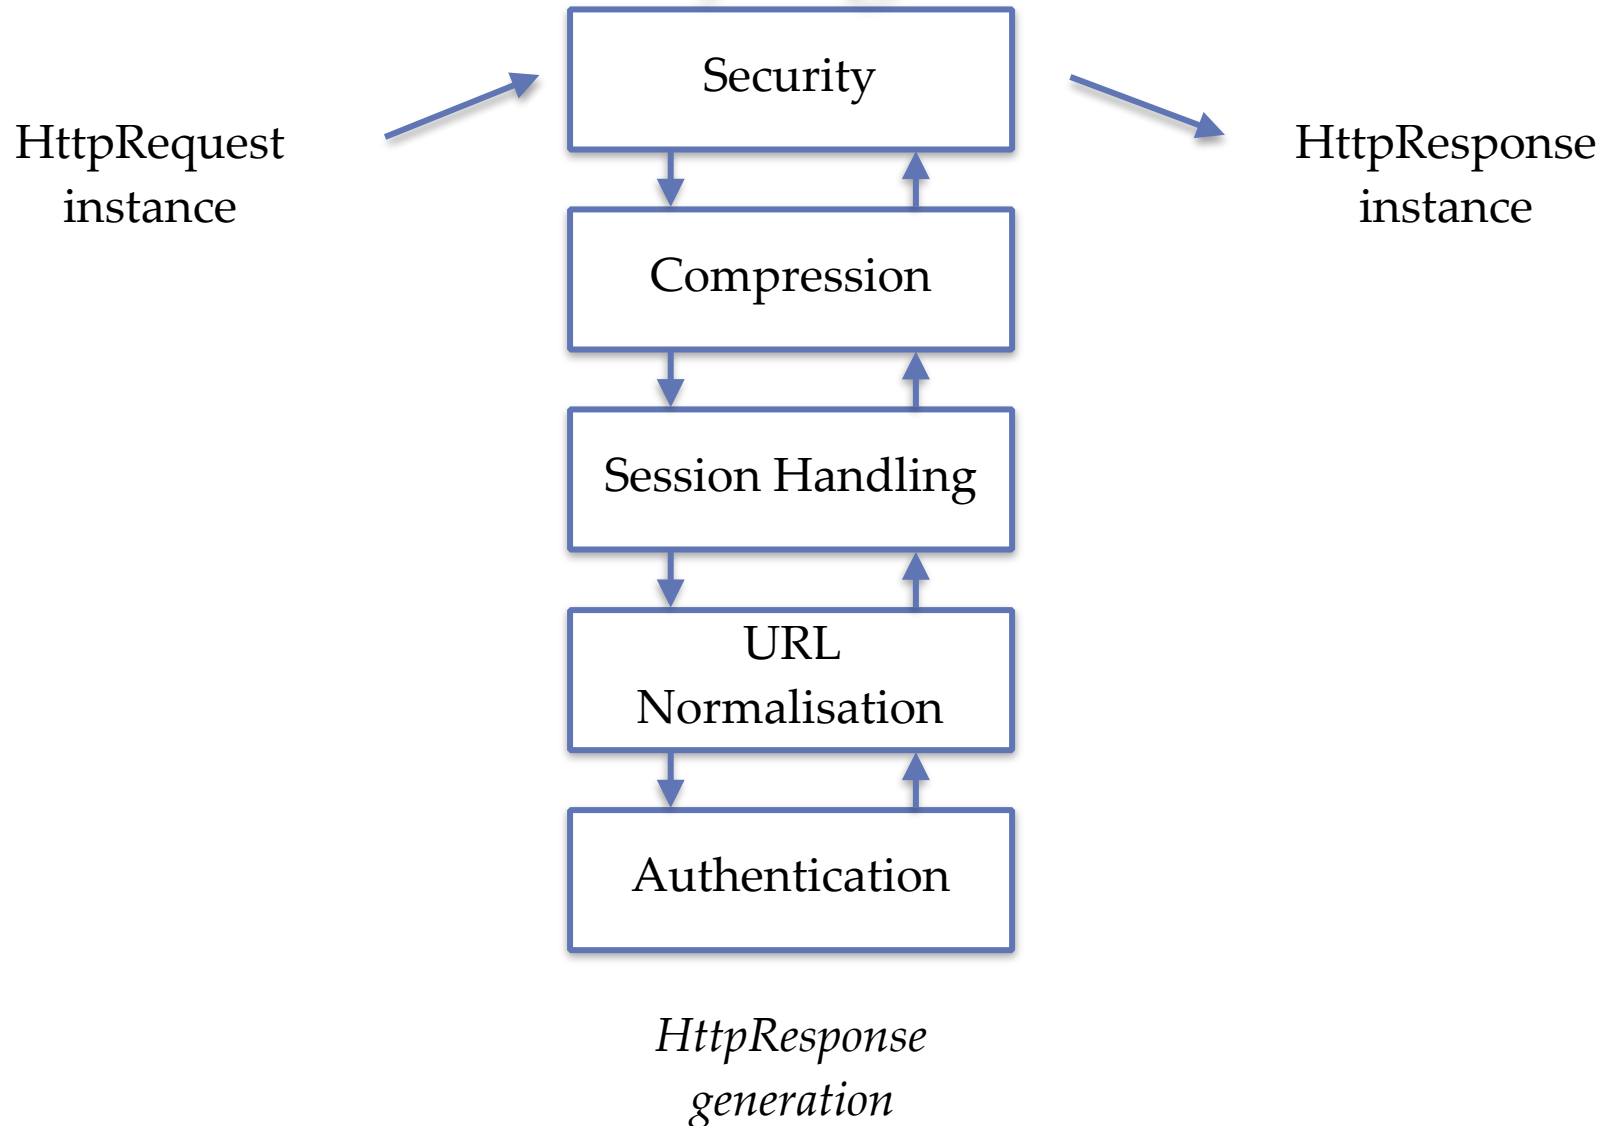 Security
HttpRequest
instance
HttpResponse
instance
Compression
Session Handling
URL
Normalisation
Authentication
HttpResponse
generation